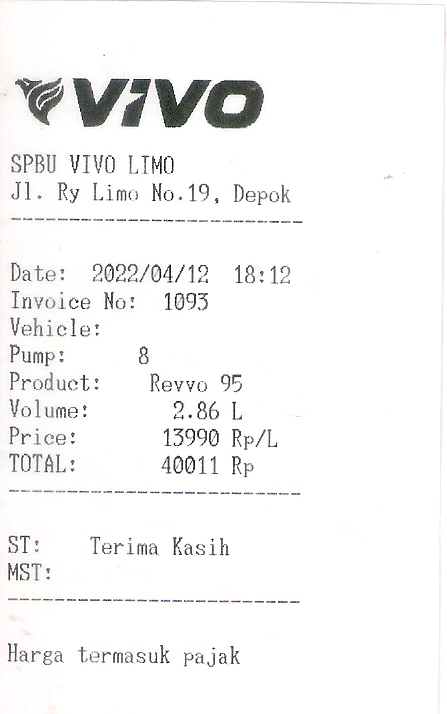 VIVO
SPBU VIVO LIMO
Jl. Ry Limo No.19, Depok
--------------------------
Date: 2022/04/12 18:12
Invoice No: 1093
Vehicle:
Pump: 8
Product: Revvo 95
Volume: 2.86 L
Price: 13990 Rp/L
TOTAL: 40011 Rp
--------------------------
ST: Terima Kasih
MST:
--------------------------
Harga termasuk pajak